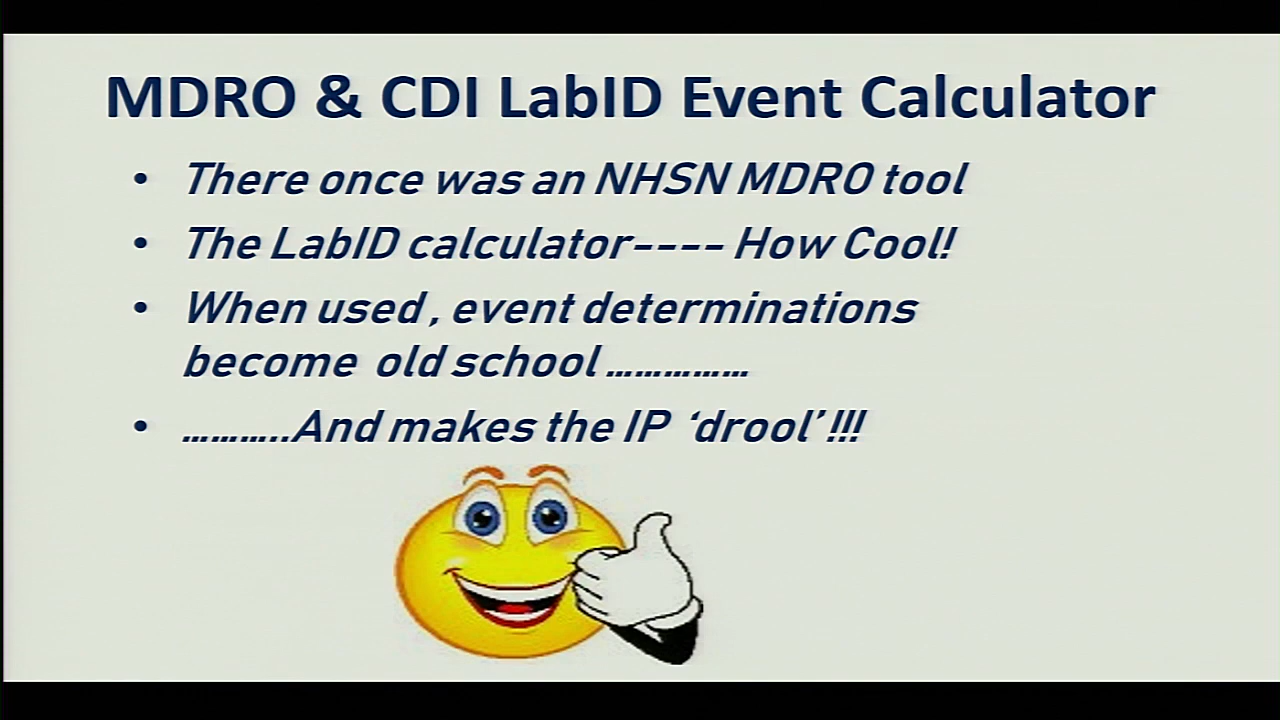 MDRO & CDI LabID Event Calculator
• There once was an NHSN MDRO tool
• The LabID calculator---- How Cool!
• When used , event determinations
become old school ……………
• ………..And makes the IP ‘drool’ !!!